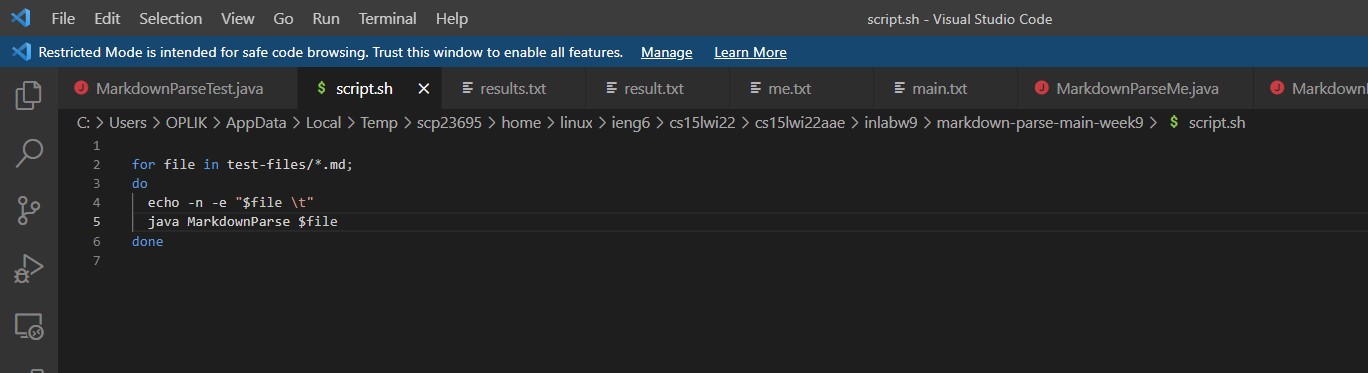 File Edit Selection View Go Run Terminal Help script.sh - Visual Studio Code
Restricted Mode is intended for safe code browsing. Trust this window to enable all features. Manage Learn More
MarkdownParseTest.java $ script.sh × results.txt result.txt me.txt main.txt MarkdownParseMe.java
C: > Users > OPLIK > AppData > Local > Temp > scp23695 > home > linux > ieng6 > cs15lwi22 > cs15lwi22aae > inlabw9 > markdown-parse-main-week9 > $ script.sh
1
2 for file in test-files/*.md;
3 do
4 echo -n -e "$file \t"
5 java MarkdownParse $file
6 done
7